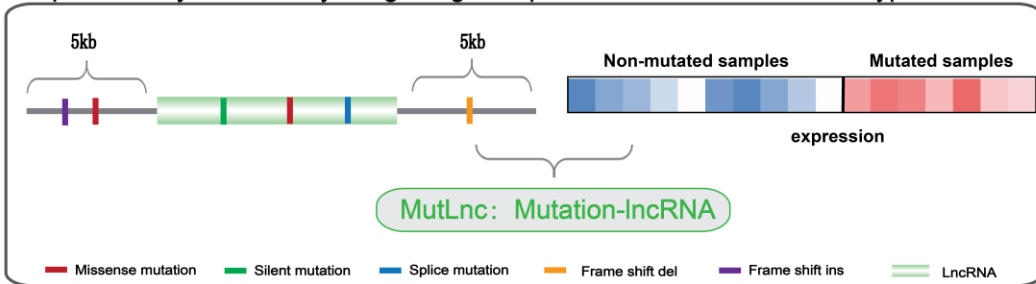 5kb
5kb
Non-mutated samples
Mutated samples
expression
MutLnc: Mutation-lncRNA
Missense mutation
Silent mutation
Splice mutation
Frame shift del
Frame shift ins
LncRNA